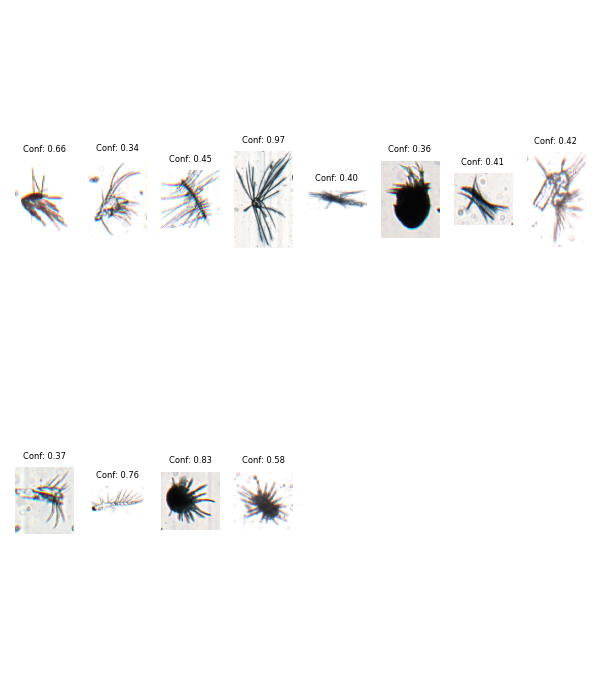 Conf: 0.66
Conf: 0.34
Conf: 0.45
Conf: 0.97
Conf: 0.40
Conf: 0.36
Conf: 0.41
Conf: 0.42
Conf: 0.37
Conf: 0.76
Conf: 0.83
Conf: 0.58